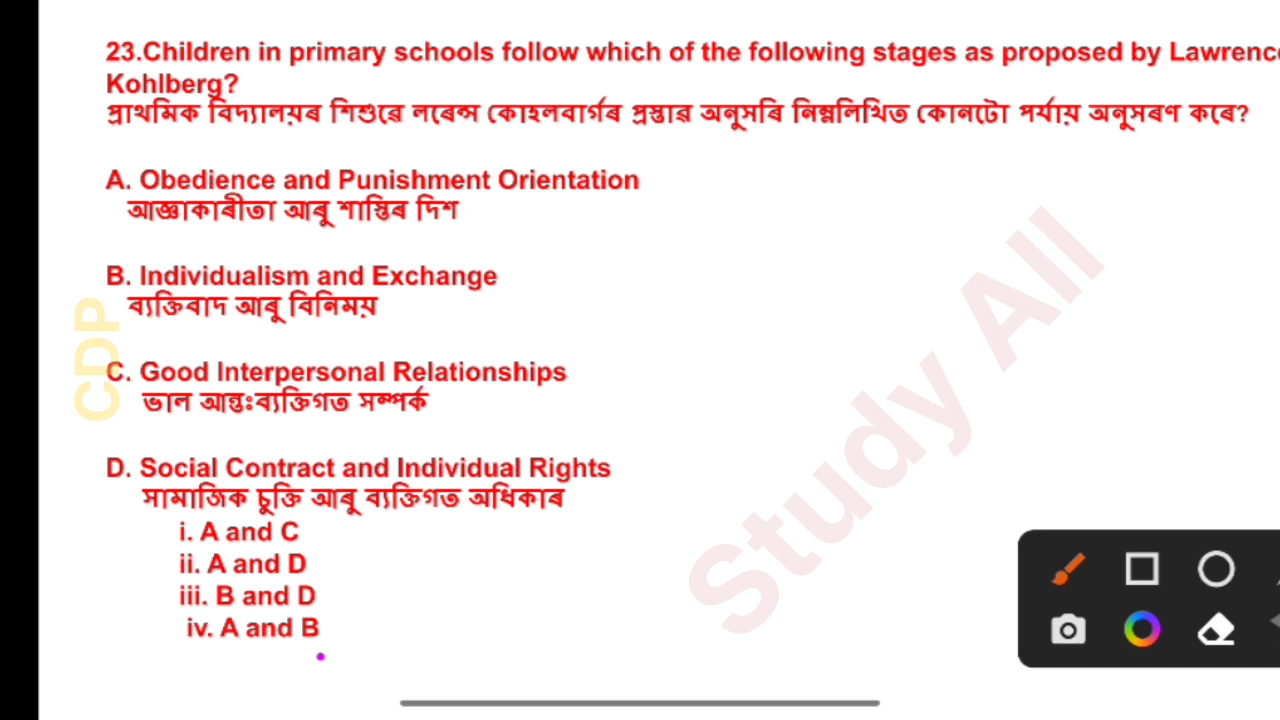 23.Children in primary schools follow which of the following stages as proposed by Lawrence
Kohlberg?
প্ৰাথমিক বিদ্যালয়ৰ শিশুৱে লৰেন্স কোহলবাৰ্গৰ প্ৰস্তাৱ অনুসৰি নিম্নলিখিত কোনটো পৰ্যায় অনুসৰণ কৰে?
A. Obedience and Punishment Orientation
আজ্ঞাকাৰীতা আৰু শাস্তিৰ দিশ
B. Individualism and Exchange
ব্যক্তিবাদ আৰু বিনিময়
C. Good Interpersonal Relationships
ভাল আন্তঃব্যক্তিগত সম্পৰ্ক
D. Social Contract and Individual Rights
সামাজিক চুক্তি আৰু ব্যক্তিগত অধিকাৰ
i. A and C
ii. A and D
iii. B and D
iv. A and B
CDP
Study All